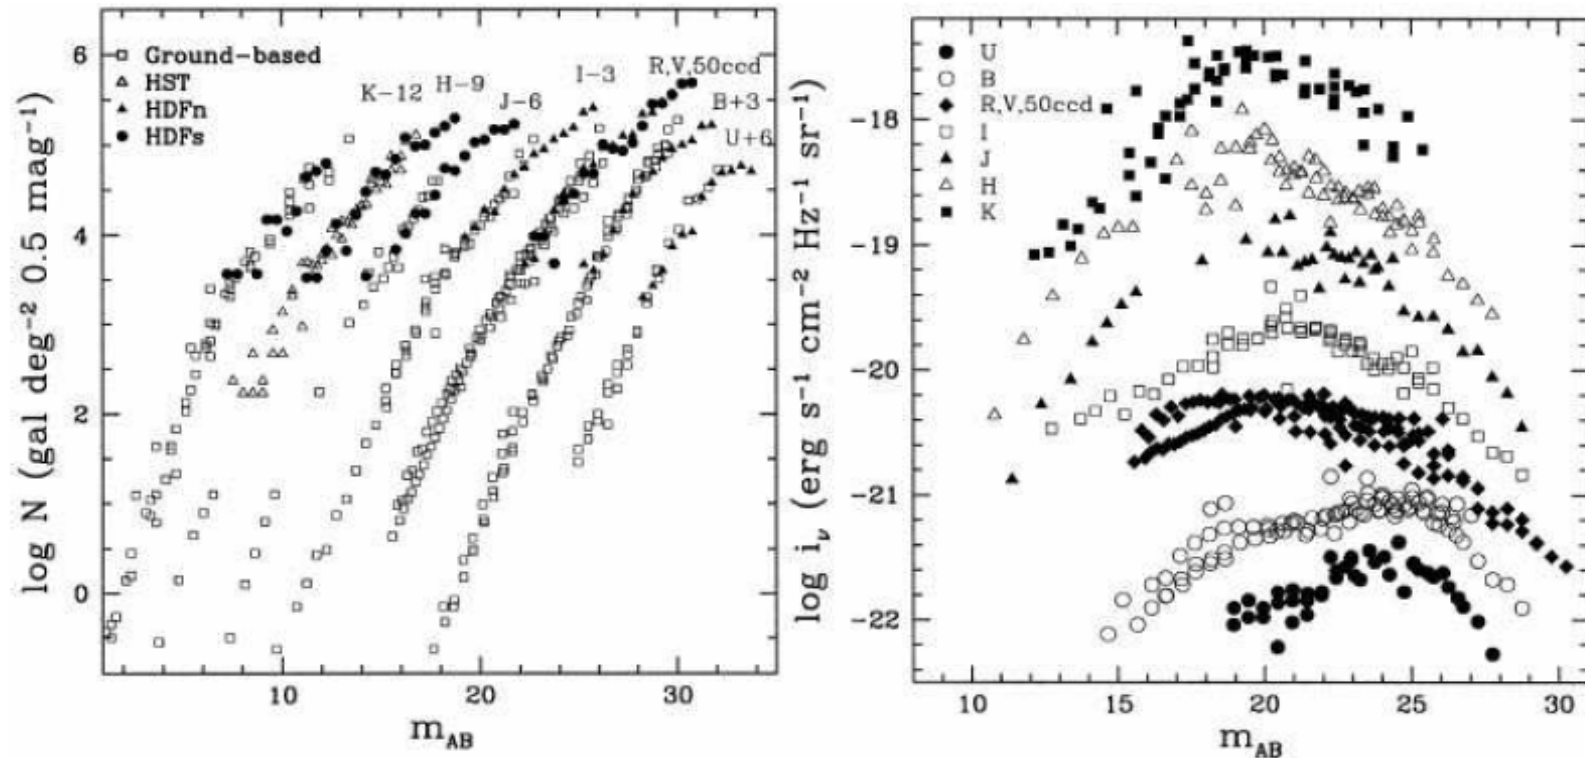 log N (gal deg⁻² 0.5 mag⁻¹)
6
4
2
0
Ground-based
HST
HDFn
HDFs
K-12
H-9
J-6
I-3
R,V,50ccd
B+3
U+6
10
20
30
m_AB
log i_ν (erg s⁻¹ cm⁻² Hz⁻¹ sr⁻¹)
-18
-19
-20
-21
-22
U
B
R,V,50ccd
I
J
H
K
10
15
20
25
30
m_AB